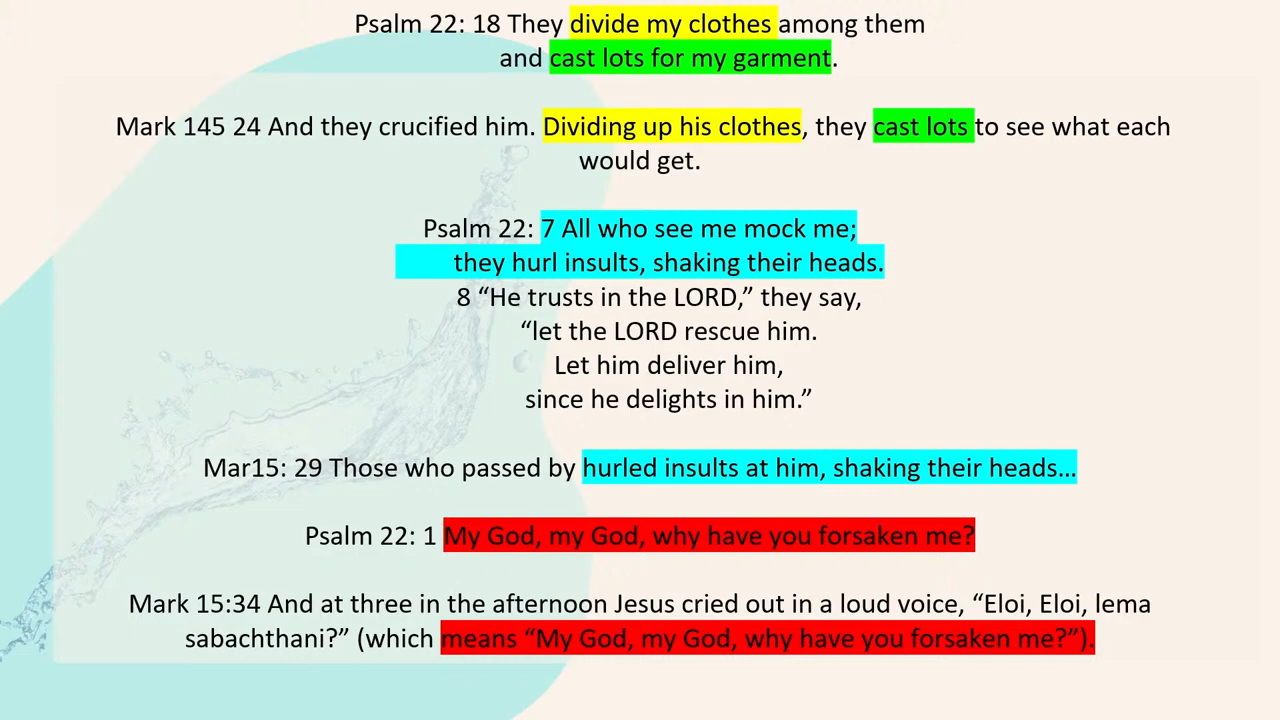 Psalm 22: 18 They divide my clothes among them
and cast lots for my garment.
Mark 145 24 And they crucified him. Dividing up his clothes, they cast lots to see what each
would get.
Psalm 22: 7 All who see me mock me;
they hurl insults, shaking their heads.
8 “He trusts in the LORD,” they say,
“let the LORD rescue him.
Let him deliver him,
since he delights in him.”
Mar15: 29 Those who passed by hurled insults at him, shaking their heads…
Psalm 22: 1 My God, my God, why have you forsaken me?
Mark 15:34 And at three in the afternoon Jesus cried out in a loud voice, “Eloi, Eloi, lema
sabachthani?” (which means “My God, my God, why have you forsaken me?”).